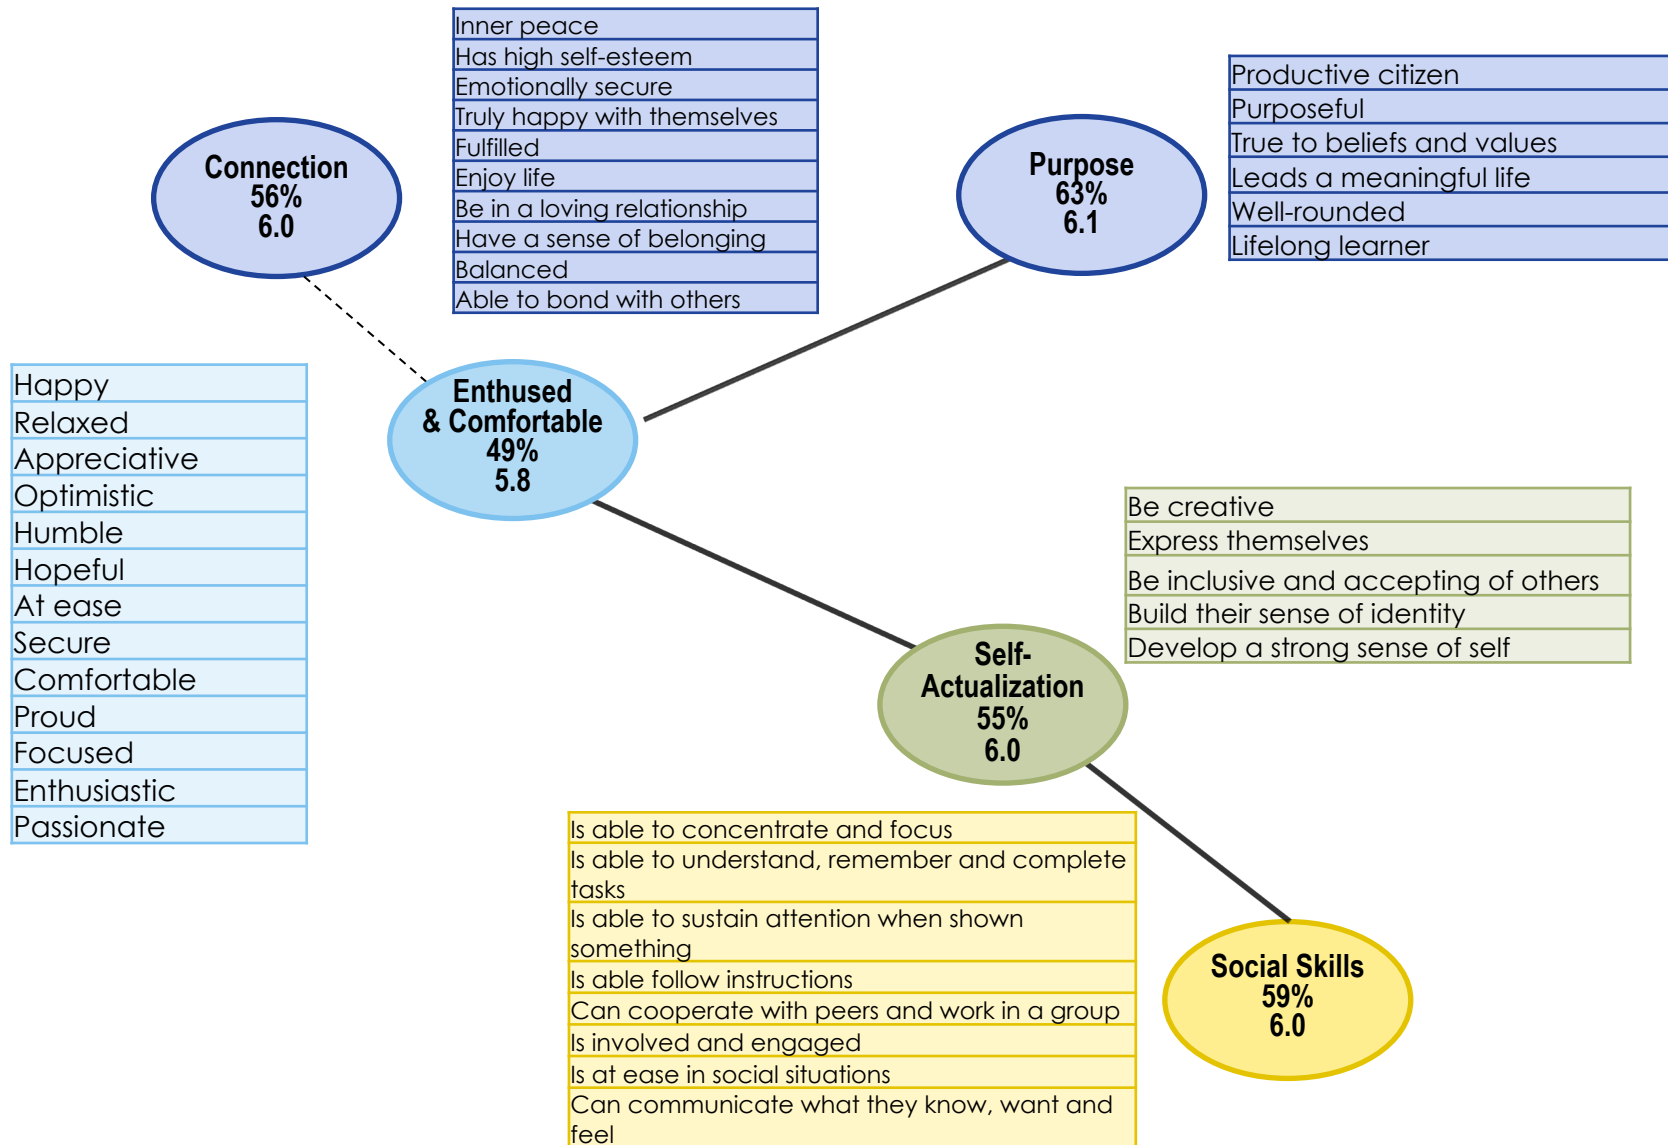 Inner peace
Has high self-esteem
Emotionally secure
Truly happy with themselves
Fulfilled
Enjoy life
Be in a loving relationship
Have a sense of belonging
Balanced
Able to bond with others
Productive citizen
Purposeful
True to beliefs and values
Leads a meaningful life
Well-rounded
Lifelong learner
Connection
56%
6.0
Purpose
63%
6.1
Happy
Relaxed
Appreciative
Optimistic
Humble
Hopeful
At ease
Secure
Comfortable
Proud
Focused
Enthusiastic
Passionate
Enthused
& Comfortable
49%
5.8
Be creative
Express themselves
Be inclusive and accepting of others
Build their sense of identity
Develop a strong sense of self
Self-
Actualization
55%
6.0
Is able to concentrate and focus
Is able to understand, remember and complete
tasks
Is able to sustain attention when shown
something
Is able follow instructions
Can cooperate with peers and work in a group
Is involved and engaged
Is at ease in social situations
Can communicate what they know, want and
feel
Social Skills
59%
6.0